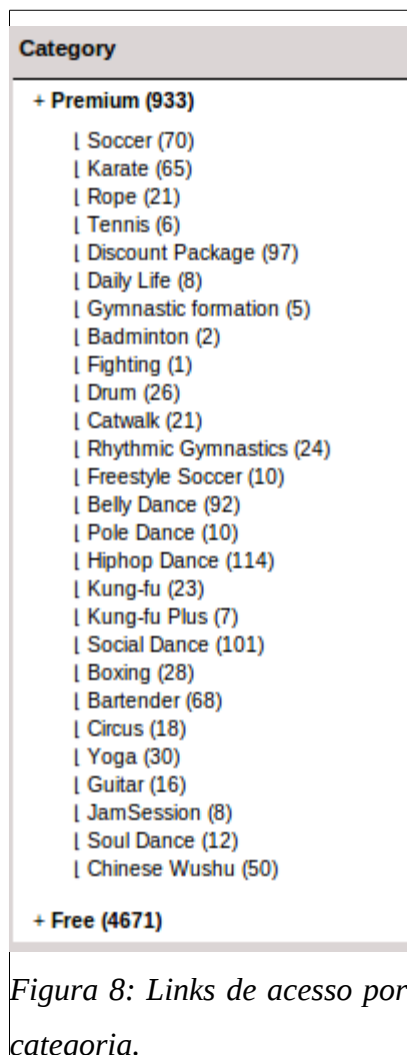 Category
+ Premium (933)
⌊ Soccer (70)
⌊ Karate (65)
⌊ Rope (21)
⌊ Tennis (6)
⌊ Discount Package (97)
⌊ Daily Life (8)
⌊ Gymnastic formation (5)
⌊ Badminton (2)
⌊ Fighting (1)
⌊ Drum (26)
⌊ Catwalk (21)
⌊ Rhythmic Gymnastics (24)
⌊ Freestyle Soccer (10)
⌊ Belly Dance (92)
⌊ Pole Dance (10)
⌊ Hiphop Dance (114)
⌊ Kung-fu (23)
⌊ Kung-fu Plus (7)
⌊ Social Dance (101)
⌊ Boxing (28)
⌊ Bartender (68)
⌊ Circus (18)
⌊ Yoga (30)
⌊ Guitar (16)
⌊ JamSession (8)
⌊ Soul Dance (12)
⌊ Chinese Wushu (50)
+ Free (4671)
Figura 8: Links de acesso por
categoria.